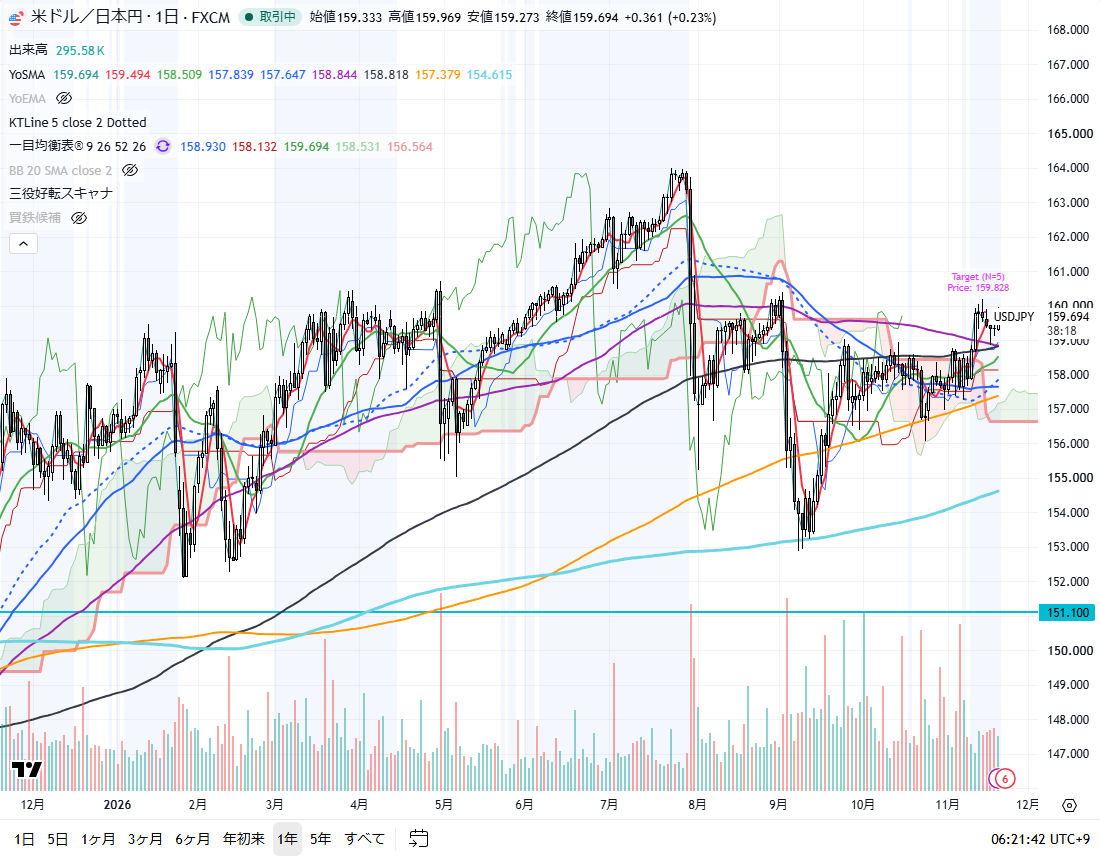 米ドル／日本円・1日・FXCM 取引中 始値159.333 高値159.969 安値159.273 終値159.694 +0.361 (+0.23%)
出来高 295.58K
YoSMA 159.694 159.494 158.509 157.839 157.647 158.844 158.818 157.379 154.615
YoEMA
KTLine 5 close 2 Dotted
一目均衡表® 9 26 52 26 158.930 158.132 159.694 158.531 156.564
BB 20 SMA close 2
三役好転スキャナ
買鉄候補
168.000
167.000
166.000
165.000
164.000
163.000
162.000
161.000
Target (N=5)
Price: 159.828
160.000
USDJPY 159.694
38:18
159.000
158.000
157.000
156.000
155.000
154.000
153.000
152.000
151.100
150.000
149.000
148.000
147.000
6
12月 2026 2月 3月 4月 5月 6月 7月 8月 9月 10月 11月 12月
1日 5日 1ヶ月 3ヶ月 6ヶ月 年初来 1年 5年 すべて 06:21:42 UTC+9